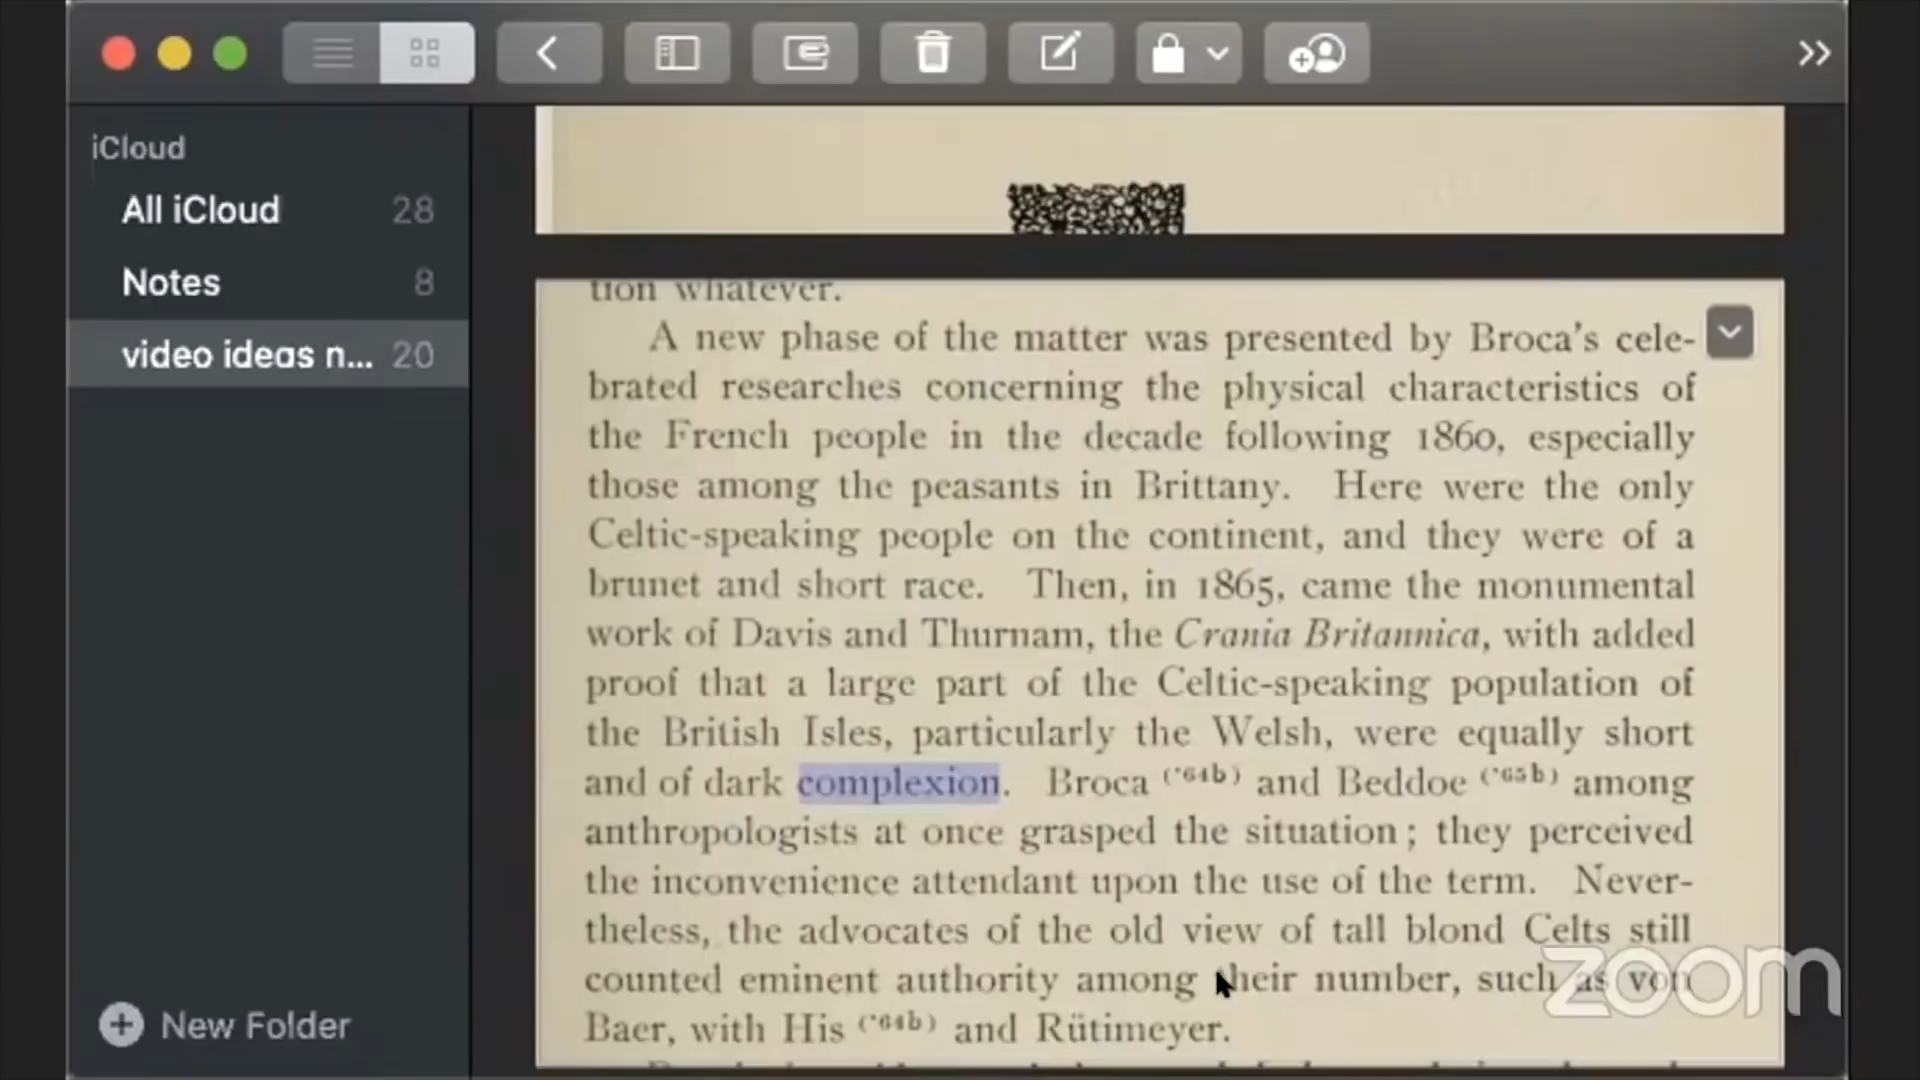 iCloud
All iCloud 28
Notes 8
video ideas n... 20
New Folder
tion whatever.
A new phase of the matter was presented by Broca's cele-
brated researches concerning the physical characteristics of
the French people in the decade following 1860, especially
those among the peasants in Brittany. Here were the only
Celtic-speaking people on the continent, and they were of a
brunet and short race. Then, in 1865, came the monumental
work of Davis and Thurnam, the Crania Britannica, with added
proof that a large part of the Celtic-speaking population of
the British Isles, particularly the Welsh, were equally short
and of dark complexion. Broca ('64b) and Beddoe ('65b) among
anthropologists at once grasped the situation; they perceived
the inconvenience attendant upon the use of the term. Never-
theless, the advocates of the old view of tall blond Celts still
counted eminent authority among their number, such as von
Baer, with His ('64b) and Rütimeyer.
zoom